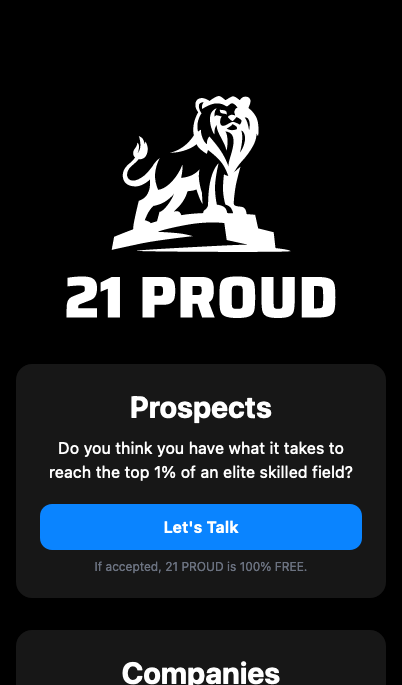 21 PROUD
Prospects
Do you think you have what it takes to
reach the top 1% of an elite skilled field?
Let's Talk
If accepted, 21 PROUD is 100% FREE.
Companies